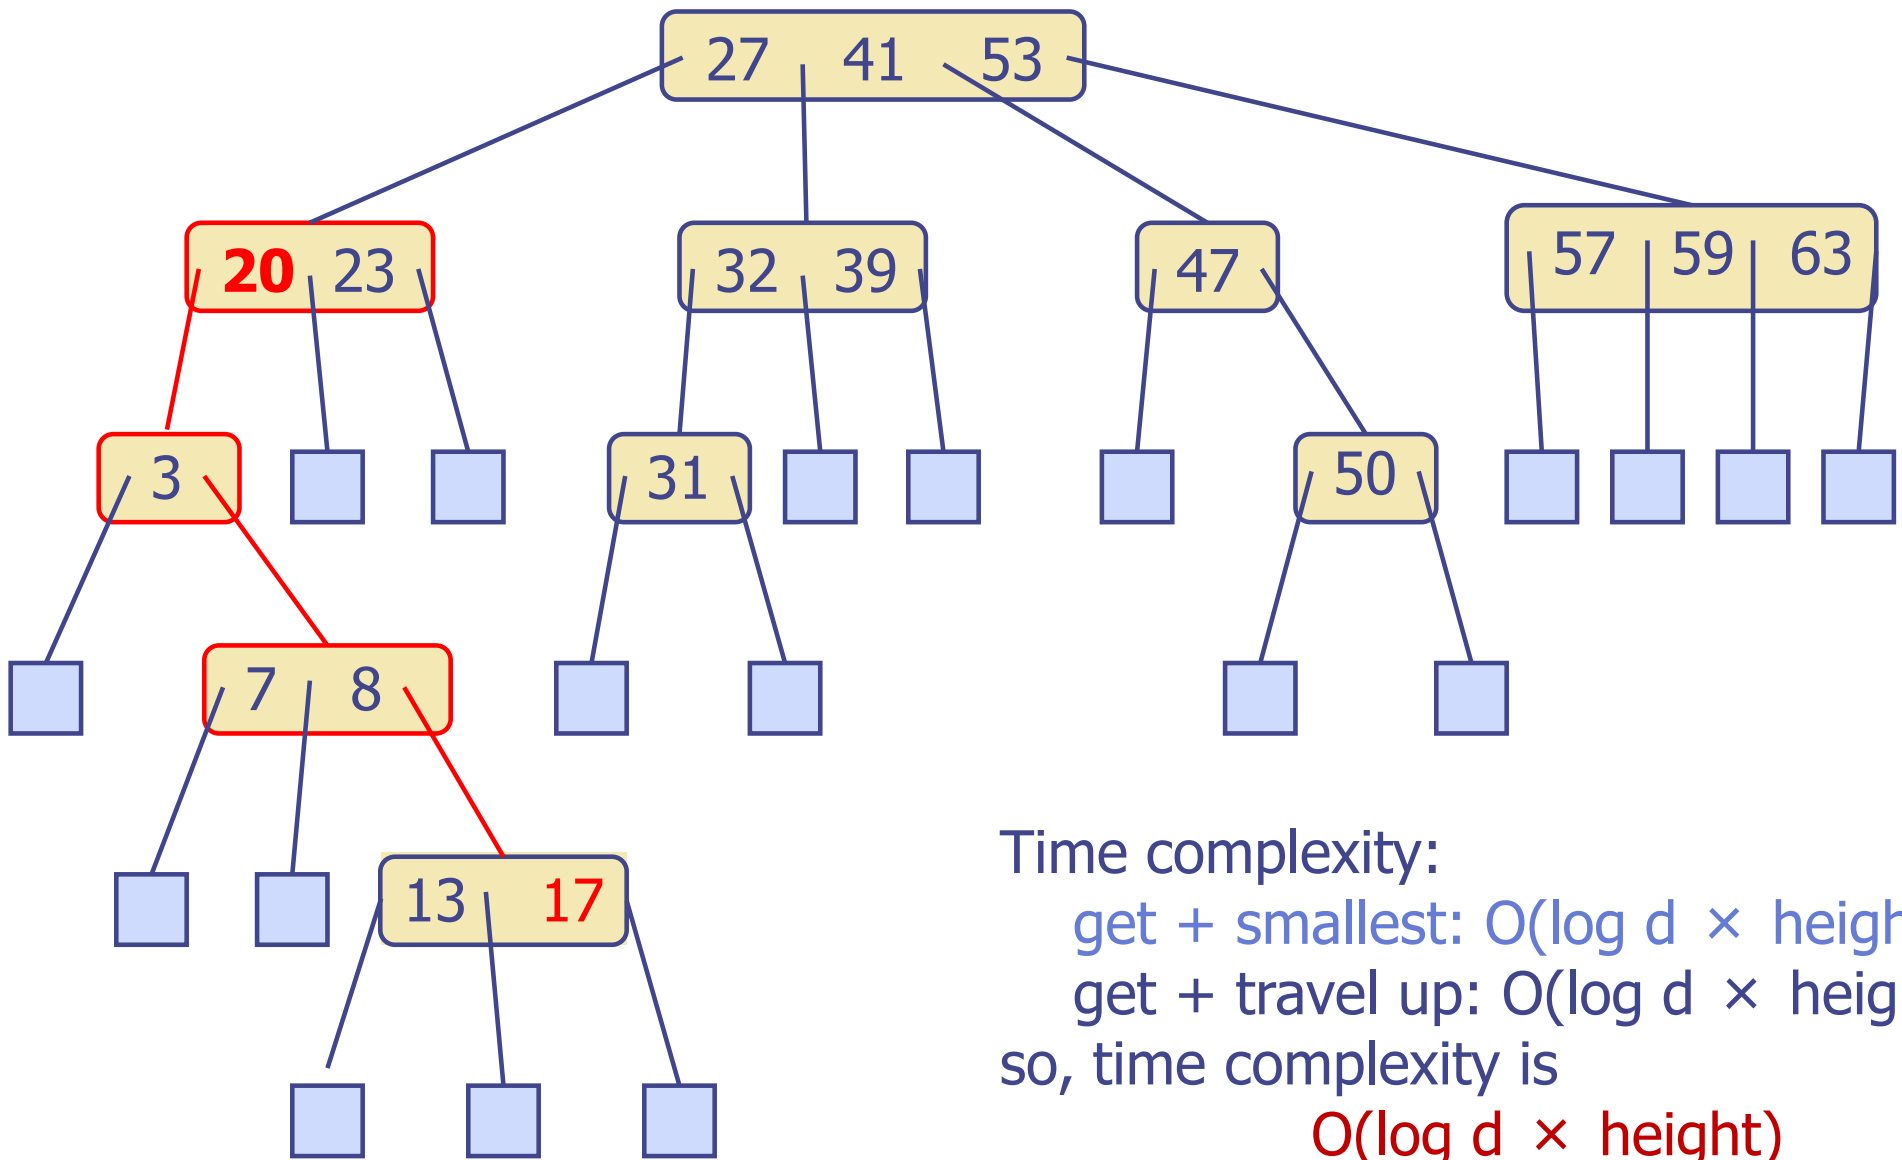 27 41 53
20 23
32 39
47
57 59 63
3
31
50
7 8
13 17
Time complexity:
get + smallest: O(log d × heigh
get + travel up: O(log d × heig
so, time complexity is
O(log d × height)